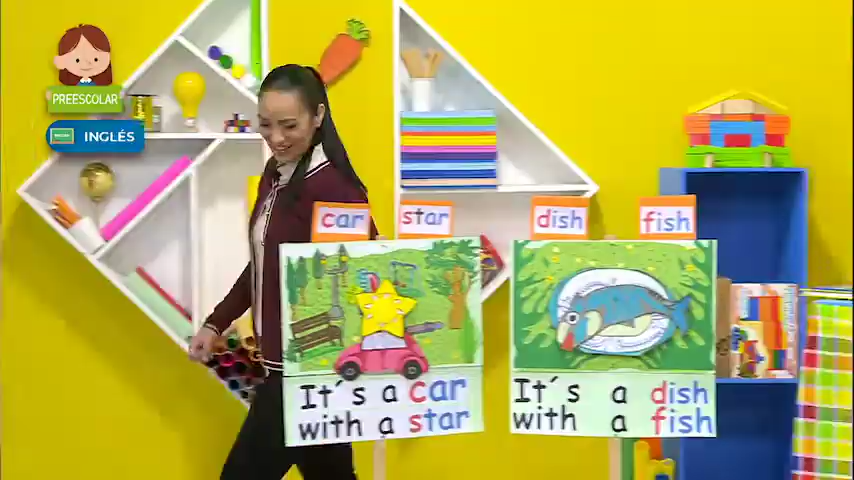 PREESCOLAR
INGLÉS
car
star
dish
fish
It's a car
with a star
It's a dish
with a fish